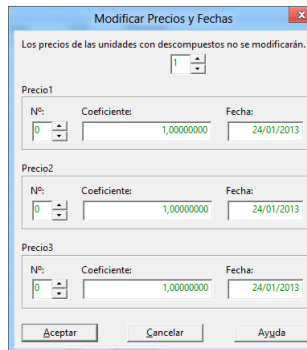 Modificar Precios y Fechas
x
Los precios de las unidades con descompuestos no se modificarán.
1
Precio1
Nº: Coeficiente: Fecha:
0 1,00000000 24/01/2013
Precio2
Nº: Coeficiente: Fecha:
0 1,00000000 24/01/2013
Precio3
Nº: Coeficiente: Fecha:
0 1,00000000 24/01/2013
Aceptar Cancelar Ayuda